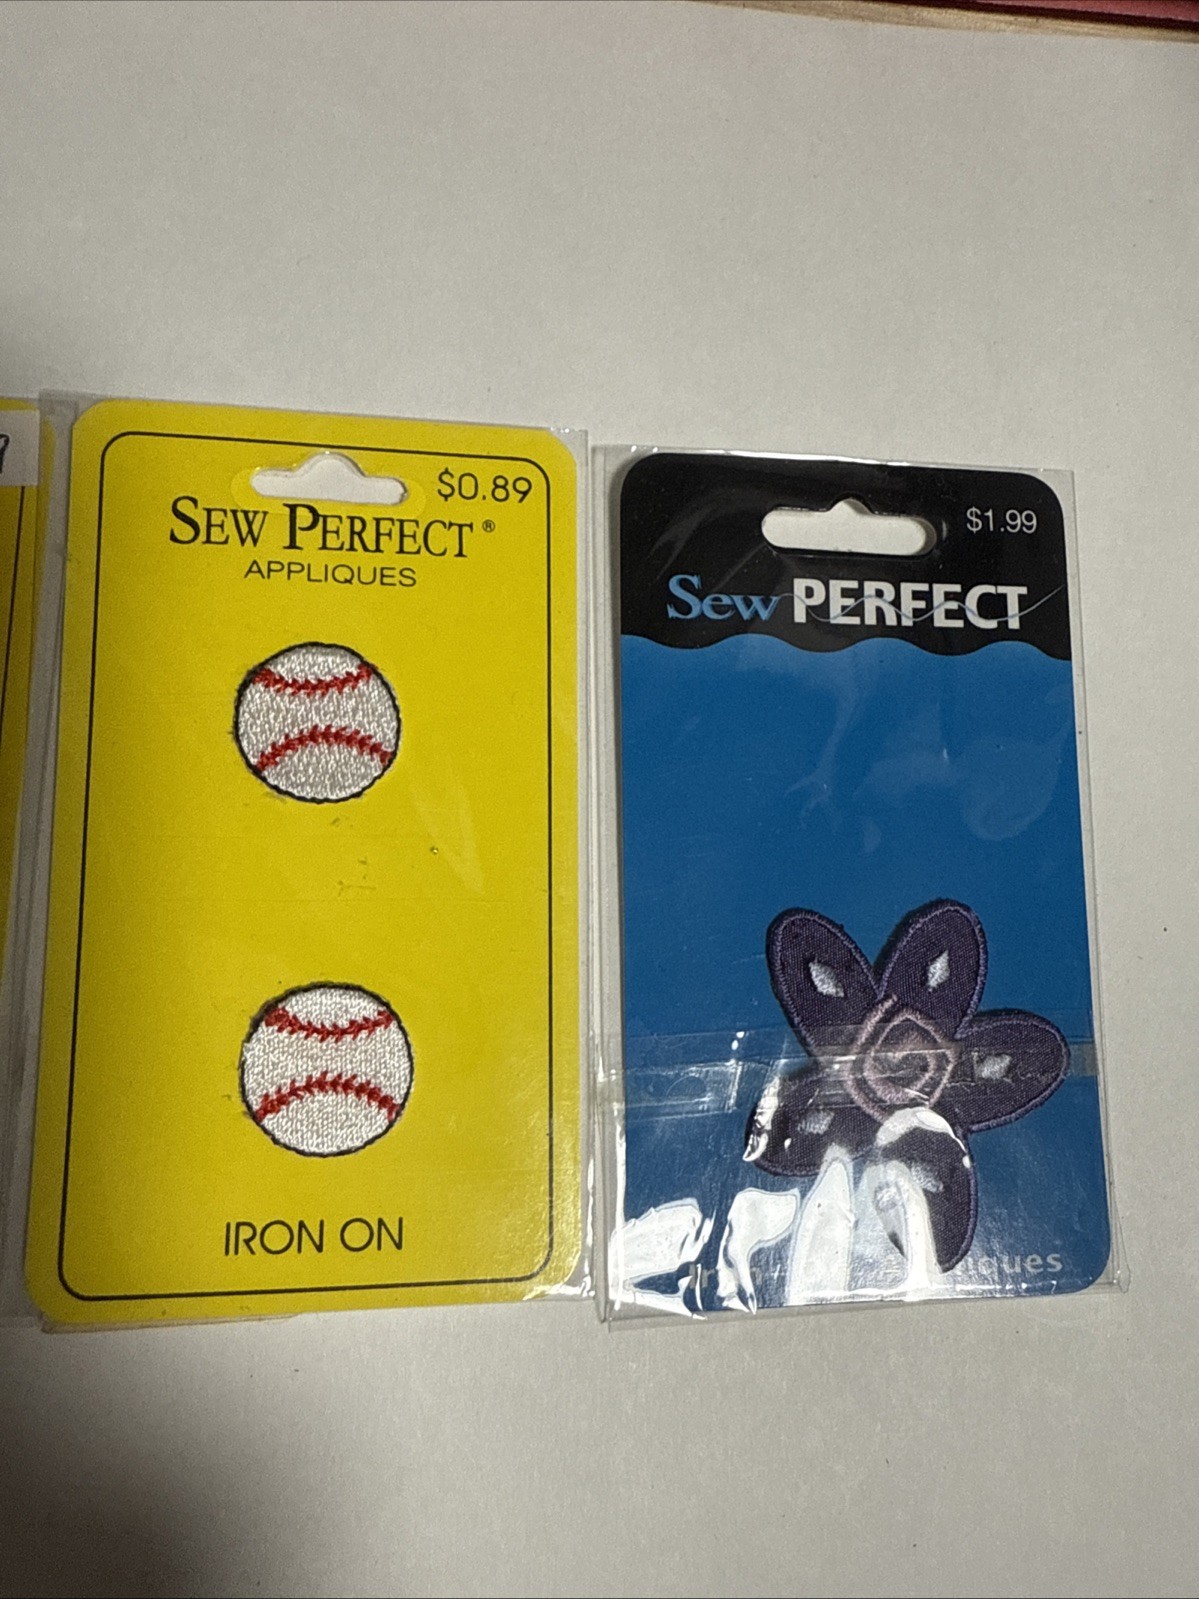 $0.89
SEW PERFECT®
APPLIQUES
IRON ON
$1.99
Sew PERFECT